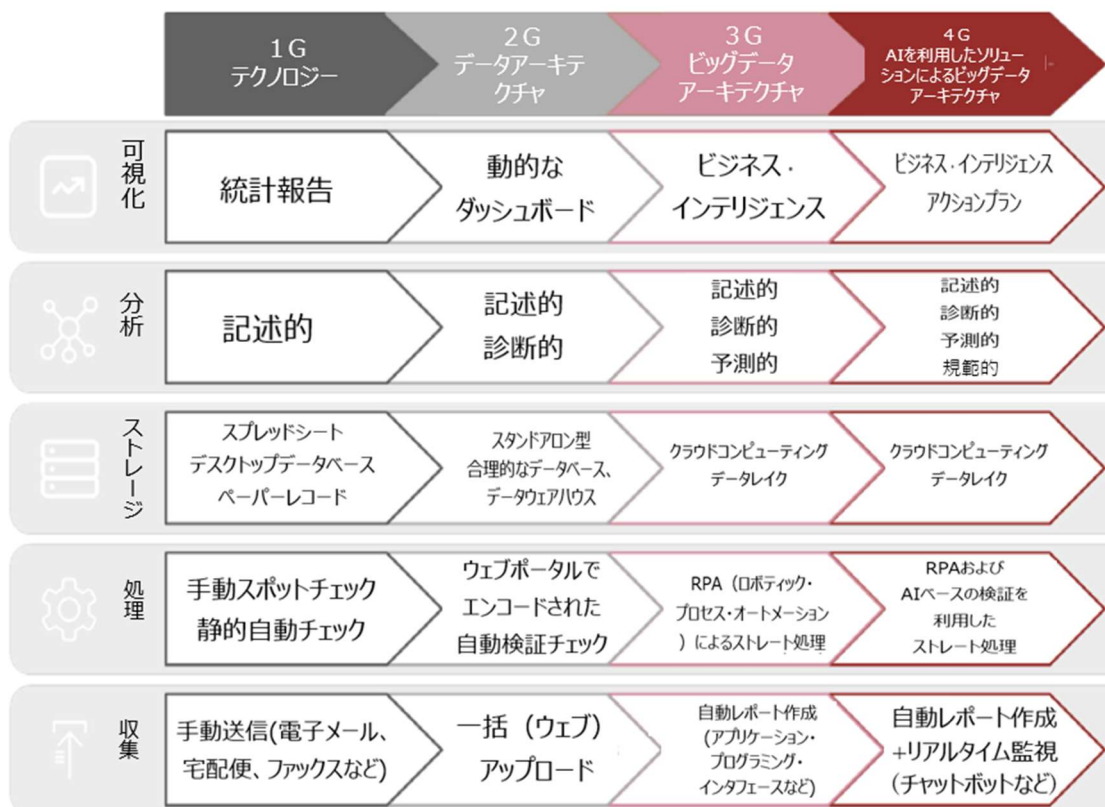 1G
テクノロジー
2G
データアーキテ
クチャ
3G
ビッグデータ
アーキテクチャ
4G
AIを利用したソリュー
ションによるビッグデータ
アーキテクチャ
可視化
統計報告
動的な
ダッシュボード
ビジネス・
インテリジェンス
ビジネス・インテリジェンス
アクションプラン
分析
記述的
記述的
診断的
記述的
診断的
予測的
記述的
診断的
予測的
規範的
ストレージ
スプレッドシート
デスクトップデータベース
ペーパーレコード
スタンドアロン型
合理的なデータベース、
データウェアハウス
クラウドコンピューティング
データレイク
クラウドコンピューティング
データレイク
処理
手動スポットチェック
静的自動チェック
ウェブポータルで
エンコードされた
自動検証チェック
RPA(ロボティック・
プロセス・オートメーション
)によるストレート処理
RPAおよび
AIベースの検証を
利用した
ストレート処理
収集
手動送信(電子メール、
宅配便、ファックスなど)
一括(ウェブ)
アップロード
自動レポート作成
(アプリケーション・
プログラミング・
インタフェースなど)
自動レポート作成
+リアルタイム監視
(チャットボットなど)